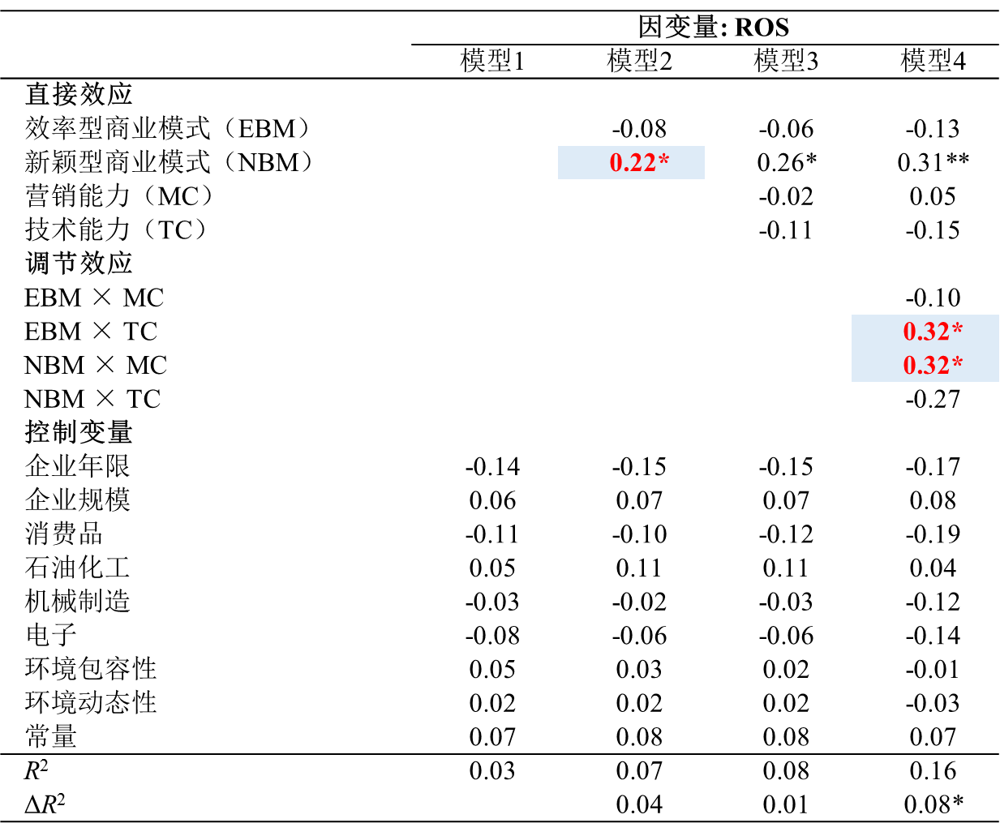 因变量: ROS
模型1 模型2 模型3 模型4
直接效应
效率型商业模式（EBM） -0.08 -0.06 -0.13
新颖型商业模式（NBM） 0.22* 0.26* 0.31**
营销能力（MC） -0.02 0.05
技术能力（TC） -0.11 -0.15
调节效应
EBM × MC -0.10
EBM × TC 0.32*
NBM × MC 0.32*
NBM × TC -0.27
控制变量
企业年限 -0.14 -0.15 -0.15 -0.17
企业规模 0.06 0.07 0.07 0.08
消费品 -0.11 -0.10 -0.12 -0.19
石油化工 0.05 0.11 0.11 0.04
机械制造 -0.03 -0.02 -0.03 -0.12
电子 -0.08 -0.06 -0.06 -0.14
环境包容性 0.05 0.03 0.02 -0.01
环境动态性 0.02 0.02 0.02 -0.03
常量 0.07 0.08 0.08 0.07
R² 0.03 0.07 0.08 0.16
ΔR² 0.04 0.01 0.08*